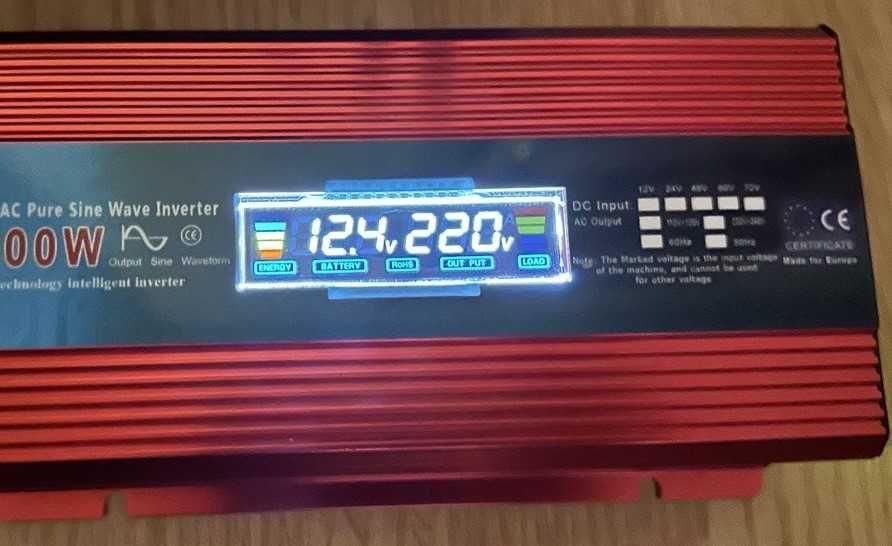 AC Pure Sine Wave Inverter
00W
Output Sine Waveform
echnology intelligent inverter
12.4v 220v
ENERGY BATTERY RoHS OUT PUT LOAD
12V 24V 48V 60V 72V
DC Input:
AC Output
60Hz 50Hz
Note: The Marked voltage is the input voltage
of the machine, and cannot be used
for other voltage
CE
CERTIFICATE
Made for Europe